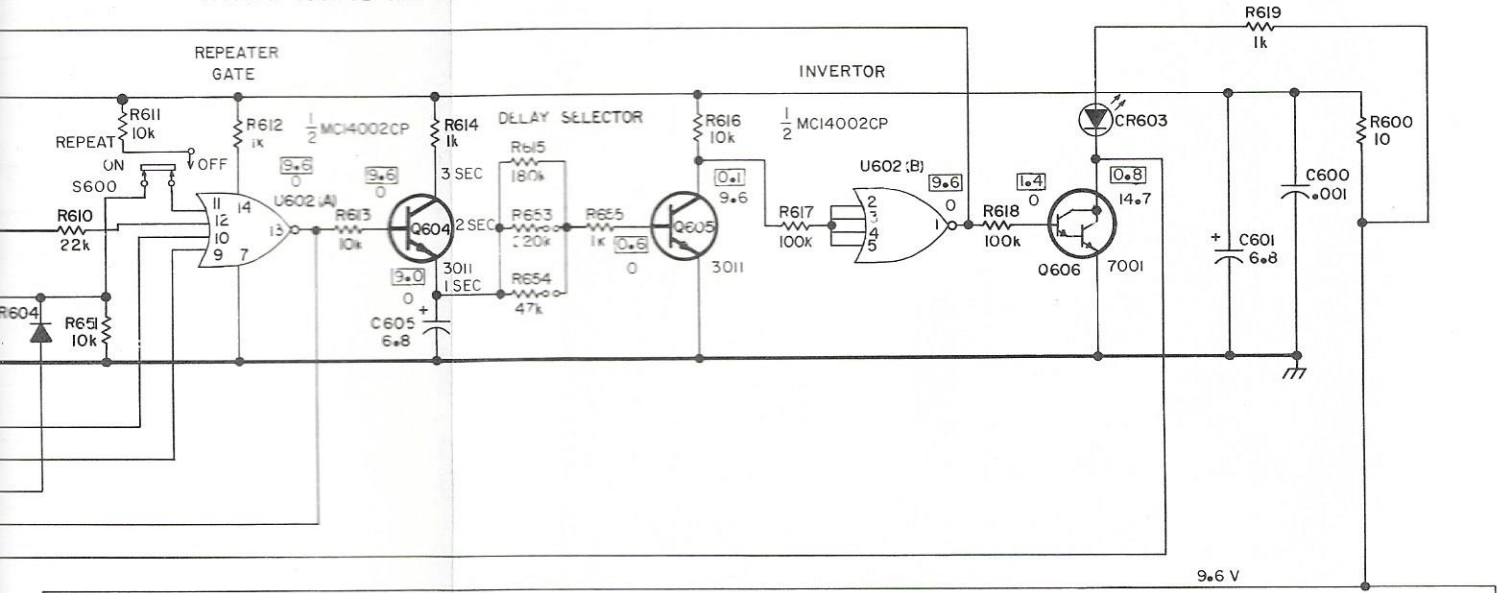 R619
1k
REPEATER
GATE
INVERTOR
R611
10k
REPEAT
ON
OFF
S600
R612
1k
1/2 MC14002CP
R614
1k
DELAY SELECTOR
R616
10k
1/2 MC14002CP
CR603
R600
10
9.6
0
9.6
0
3 SEC
R615
180k
U602 (A)
U602 (B)
14
11
12
10
9
13
7
R610
22k
R613
10k
Q604
2 SEC
R653
R655
1k
Q605
0.1
9.6
R617
100k
2
3
4
5
1
9.6
0
R618
100k
1.4
0
0.8
14.7
C600
.001
0.6
0
9.0
0
3011
1 SEC
R654
47k
3011
Q606
7001
+
C601
6.8
R604
R651
10k
C605
+
6.8
9.6 V